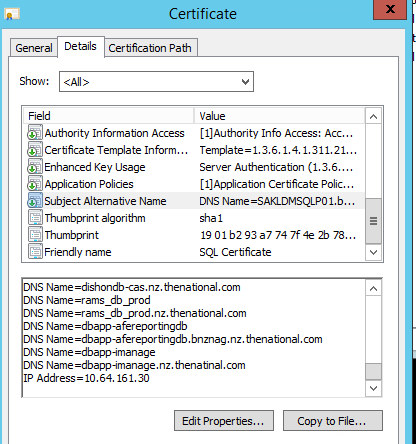 Certificate
x
General Details Certification Path
Show: <All>
Field Value
Authority Information Access [1]Authority Info Access: Acc...
Certificate Template Inform... Template=1.3.6.1.4.1.311.21...
Enhanced Key Usage Server Authentication (1.3.6....
Application Policies [1]Application Certificate Polic...
Subject Alternative Name DNS Name=SAKLDMSQLP01.b...
Thumbprint algorithm sha1
Thumbprint 19 01 b2 93 a7 74 7f 4e 2b 78...
Friendly name SQL Certificate
DNS Name=dishondb-cas.nz.thenational.com
DNS Name=rams_db_prod
DNS Name=rams_db_prod.nz.thenational.com
DNS Name=dbapp-afereportingdb
DNS Name=dbapp-afereportingdb.bnznag.nz.thenational.com
DNS Name=dbapp-imanage
DNS Name=dbapp-imanage.nz.thenational.com
IP Address=10.64.161.30
Edit Properties... Copy to File...